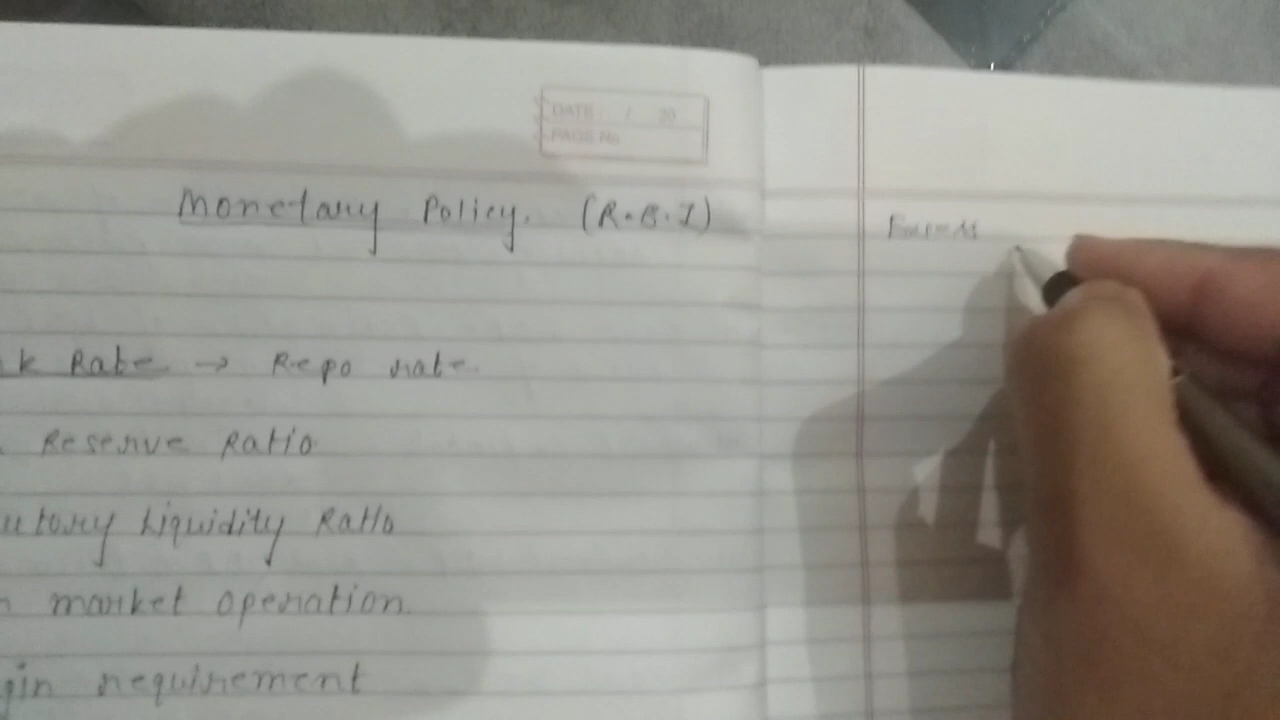 DATE: / 20
PAGE No
Monetary Policy. (R.B.I)
k Rate → Repo rate.
Reserve Ratio
utory Liquidity Ratio
n market operation.
gin requirement